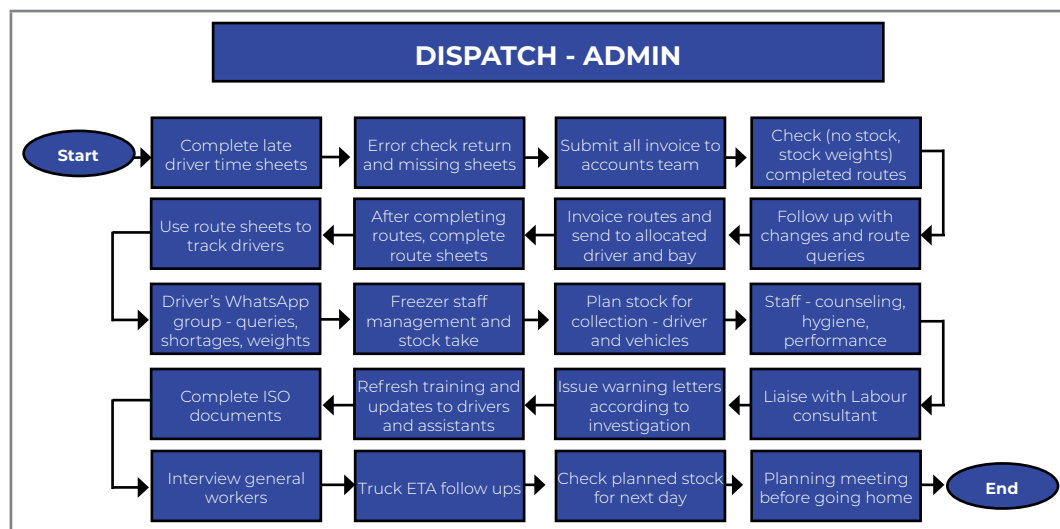 DISPATCH - ADMIN
Start
Complete late
driver time sheets
Error check return
and missing sheets
Submit all invoice to
accounts team
Check (no stock,
stock weights)
completed routes
Follow up with
changes and route
queries
Invoice routes and
send to allocated
driver and bay
After completing
routes, complete
route sheets
Use route sheets to
track drivers
Driver’s WhatsApp
group - queries,
shortages, weights
Freezer staff
management and
stock take
Plan stock for
collection - driver
and vehicles
Staff - counseling,
hygiene,
performance
Liaise with Labour
consultant
Issue warning letters
according to
investigation
Refresh training and
updates to drivers
and assistants
Complete ISO
documents
Interview general
workers
Truck ETA follow ups
Check planned stock
for next day
Planning meeting
before going home
End